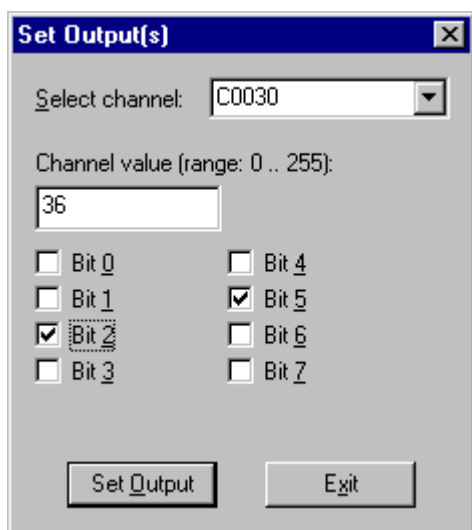 Set Output(s)
Select channel: C0030
Channel value (range: 0 .. 255):
36
Bit 0 Bit 4
Bit 1 Bit 5
Bit 2 Bit 6
Bit 3 Bit 7
Set Output Exit